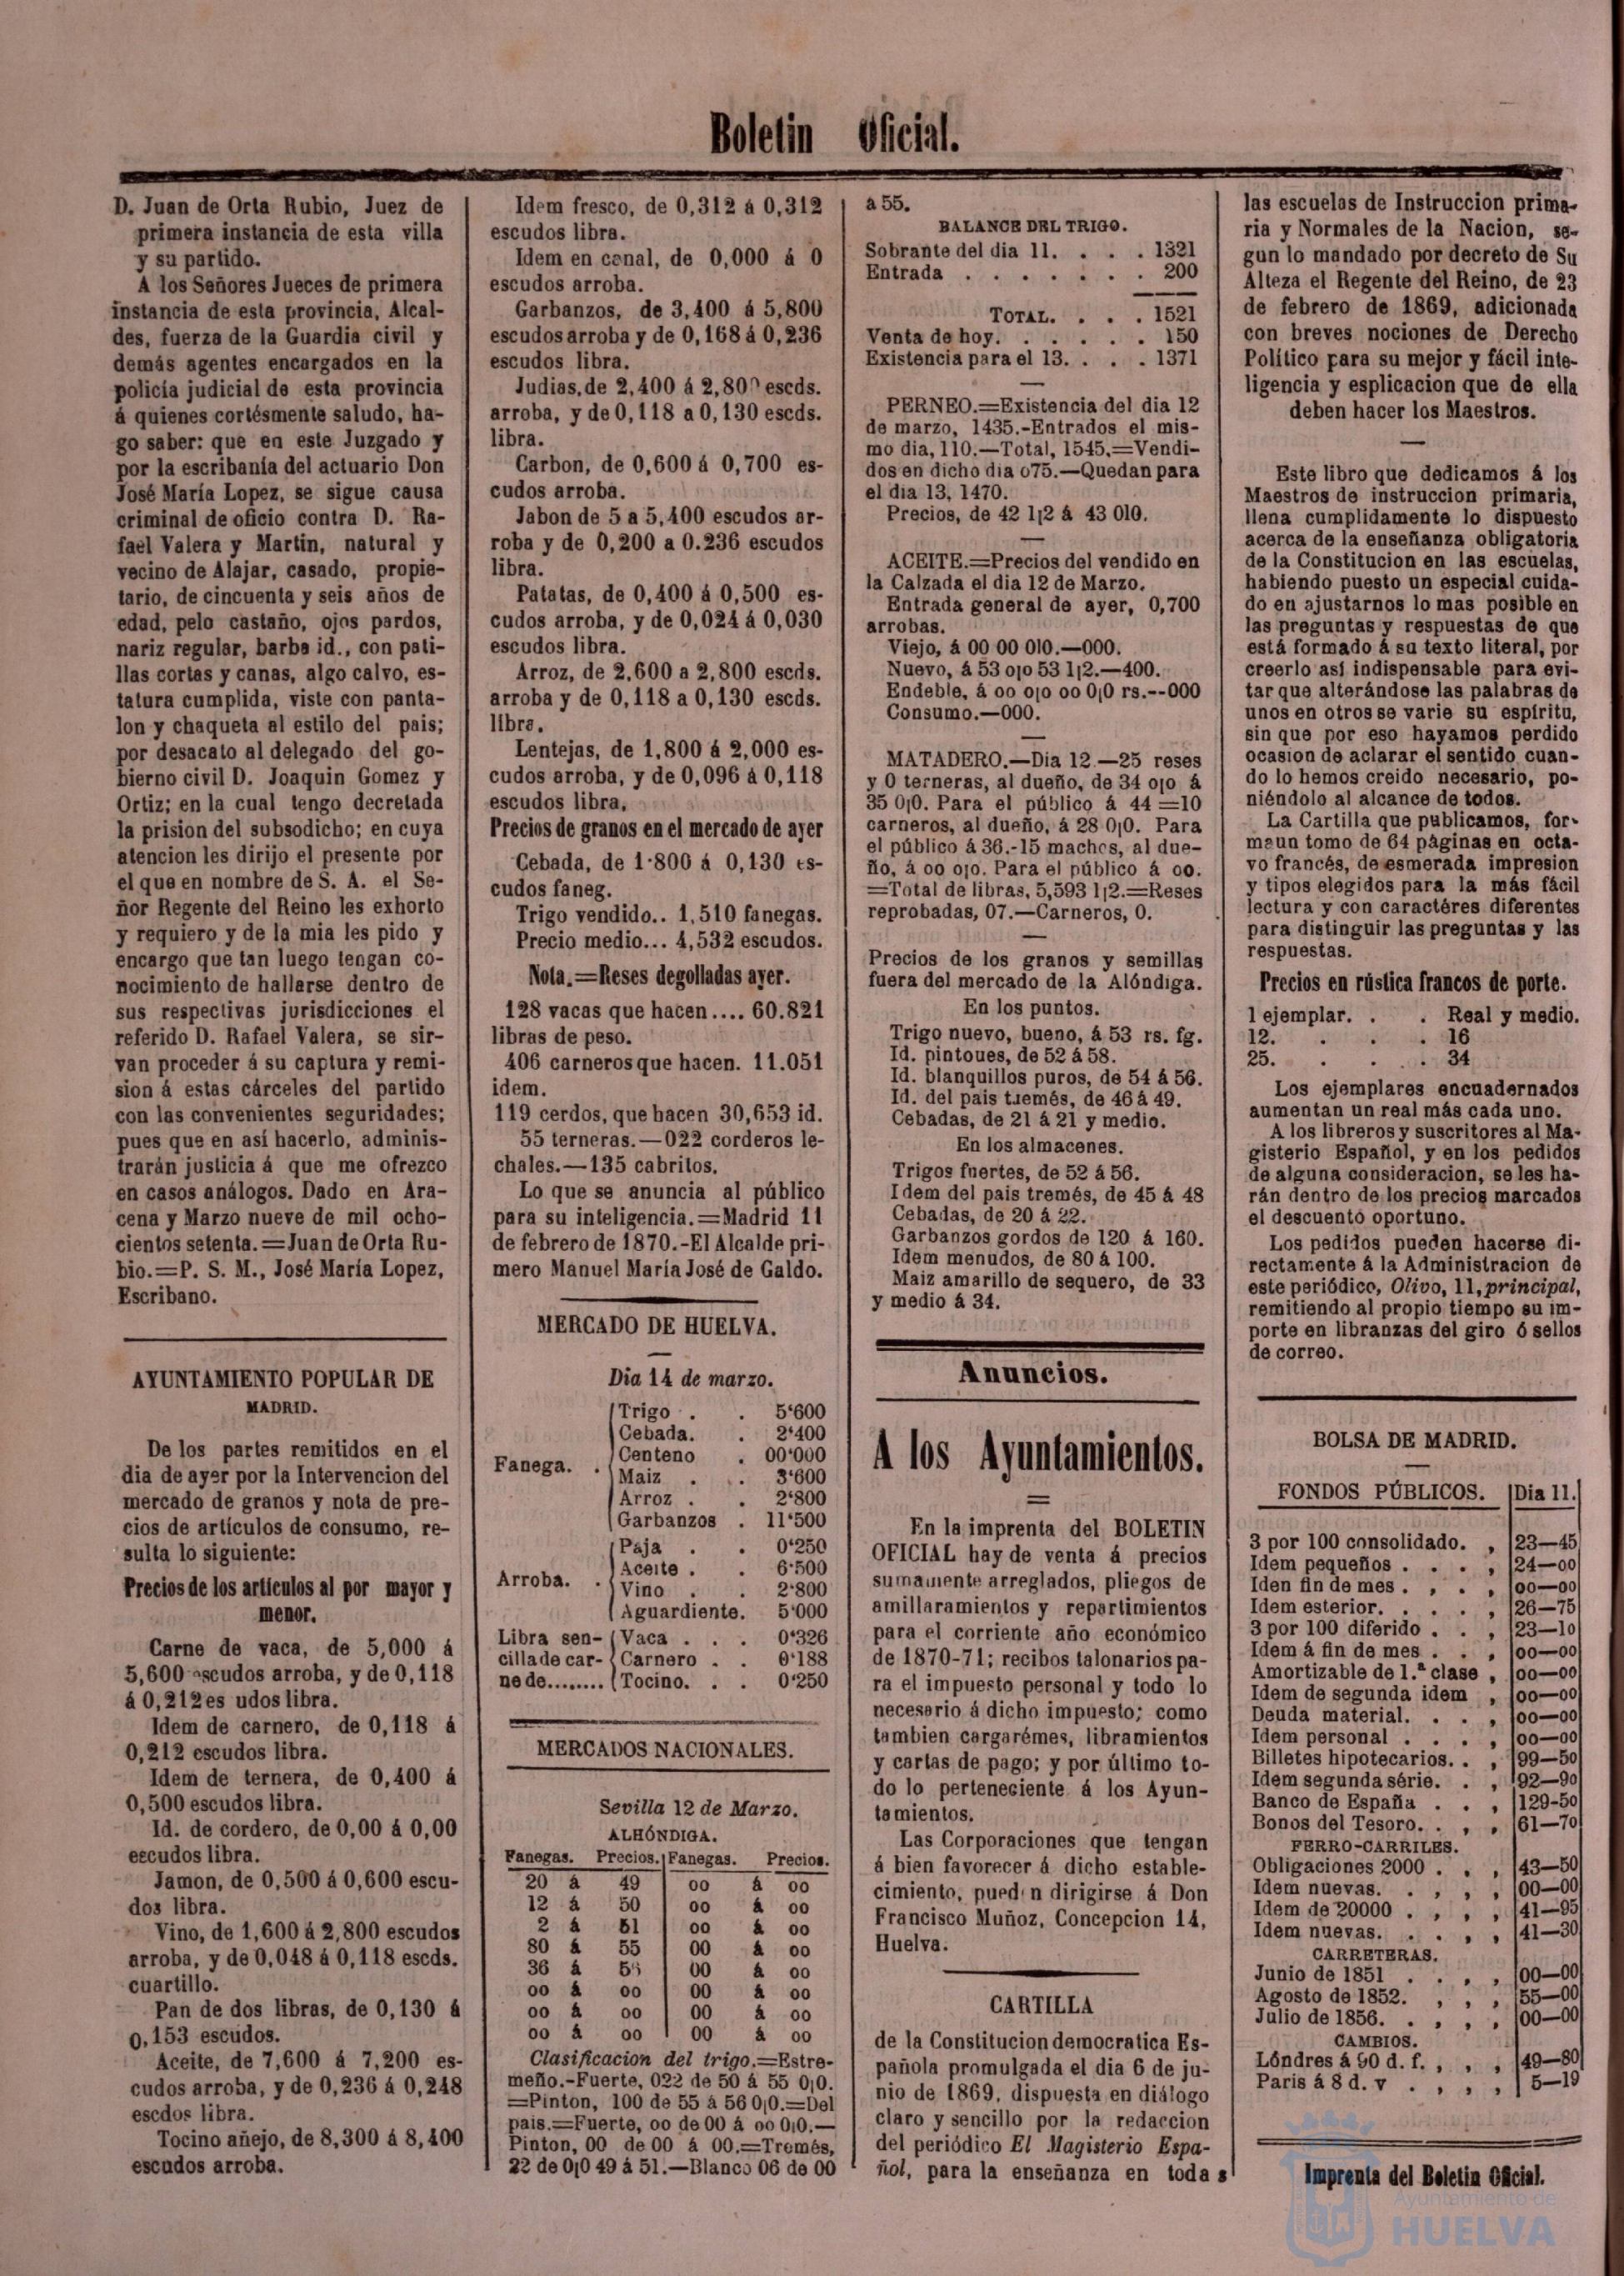 Boletin Oficial.
D. Juan de Orta Rubio, Juez de
primera instancia de esta villa
y su partido.
A los Señores Jueces de primera
instancia de esta provincia, Alcal-
des, fuerza de la Guardia civil y
demás agentes encargados en la
policía judicial de esta provincia
á quienes cortésmente saludo, ha-
go saber: que en este Juzgado y
por la escribanía del actuario Don
José María Lopez, se sigue causa
criminal de oficio contra D. Ra-
fael Valera y Martin, natural y
vecino de Alajar, casado, propie-
tario, de cincuenta y seis años de
edad, pelo castaño, ojos pardos,
nariz regular, barba id., con pati-
llas cortas y canas, algo calvo, es-
tatura cumplida, viste con panta-
lon y chaqueta al estilo del pais;
por desacato al delegado del go-
bierno civil D. Joaquin Gomez y
Ortiz; en la cual tengo decretada
la prision del subsodicho; en cuya
atencion les dirijo el presente por
el que en nombre de S. A. el Se-
ñor Regente del Reino les exhorto
y requiero y de la mia les pido y
encargo que tan luego tengan co-
nocimiento de hallarse dentro de
sus respectivas jurisdicciones el
referido D. Rafael Valera, se sir-
van proceder á su captura y remi-
sion á estas cárceles del partido
con las convenientes seguridades;
pues que en así hacerlo, adminis-
trarán justicia á que me ofrezco
en casos análogos. Dado en Ara-
cena y Marzo nueve de mil ocho-
cientos setenta.=Juan de Orta Ru-
bio.=P. S. M., José María Lopez,
Escribano.
AYUNTAMIENTO POPULAR DE
MADRID.
De los partes remitidos en el
dia de ayer por la Intervencion del
mercado de granos y nota de pre-
cios de artículos de consumo, re-
sulta lo siguiente:
Precios de los artículos al por mayor y
menor.
Carne de vaca, de 5,000 á
5,600 escudos arroba, y de 0,118
á 0,212 es udos libra.
Idem de carnero, de 0,118 á
0,212 escudos libra.
Idem de ternera, de 0,400 á
0,500 escudos libra.
Id. de cordero, de 0,00 á 0,00
escudos libra.
Jamon, de 0,500 á 0,600 escu-
dos libra.
Vino, de 1,600 á 2,800 escudos
arroba, y de 0,048 á 0,118 escds.
cuartillo.
Pan de dos libras, de 0,130 á
0,153 escudos.
Aceite, de 7,600 á 7,200 es-
cudos arroba, y de 0,236 á 0,248
escdos libra.
Tocino añejo, de 8,300 á 8,400
escudos arroba.
Idem fresco, de 0,312 á 0,312
escudos libra.
Idem en canal, de 0,000 á 0
escudos arroba.
Garbanzos, de 3,400 á 5,800
escudos arroba y de 0,168 á 0,236
escudos libra.
Judias, de 2,400 á 2,800 escds.
arroba, y de 0,118 a 0,130 escds.
libra.
Carbon, de 0,600 á 0,700 es-
cudos arroba.
Jabon de 5 a 5,400 escudos ar-
roba y de 0,200 a 0.236 escudos
libra.
Patatas, de 0,400 á 0,500 es-
cudos arroba, y de 0,024 á 0,030
escudos libra.
Arroz, de 2,600 a 2,800 escds.
arroba y de 0,118 a 0,130 escds.
libra.
Lentejas, de 1,800 á 2,000 es-
cudos arroba, y de 0,096 á 0,118
escudos libra,
Precios de granos en el mercado de ayer
Cebada, de 1·800 á 0,130 es-
cudos faneg.
Trigo vendido.. 1,510 fanegas.
Precio medio... 4,532 escudos.
Nota.=Reses degolladas ayer.
128 vacas que hacen.... 60.821
libras de peso.
406 carneros que hacen. 11.051
idem.
119 cerdos, que hacen 30,653 id.
55 terneras.—022 corderos le-
chales.—135 cabritos.
Lo que se anuncia al público
para su inteligencia.=Madrid 11
de febrero de 1870.-El Alcalde pri-
mero Manuel María José de Galdo.
MERCADO DE HUELVA.
Dia 14 de marzo.
Fanega. . Trigo . . 5'600
Cebada. . 2'400
Centeno . 00'000
Maiz . . 3'600
Arroz . . 2'800
Garbanzos . 11'500
Arroba. . Paja . . 0'250
Aceite . . 6'500
Vino . . 2'800
Aguardiente. 5'000
Libra sen- Vaca . . . 0'326
cilla de car- Carnero . . 0'188
ne de........ Tocino. . . 0'250
MERCADOS NACIONALES.
Sevilla 12 de Marzo.
ALHÓNDIGA.
Fanegas. Precios. Fanegas. Precios.
20 á 49 00 á 00
12 á 50 00 á 00
2 á 51 00 á 00
80 á 55 00 á 00
36 á 00 á 00
00 á 00 00 á 00
00 á 00 00 á 00
00 á 00 00 á 00
Clasificacion del trigo.=Estre-
meño.-Fuerte, 022 de 50 á 55 0|0.
=Pinton, 100 de 55 á 56 0|0.=Del
pais.=Fuerte, 00 de 00 á 00 0|0.—
Pinton, 00 de 00 á 00.=Tremés,
22 de 0|0 49 á 51.—Blanco 06 de 00
a 55.
BALANCE DEL TRIGO.
Sobrante del dia 11. . . . 1321
Entrada . . . . . . . 200
TOTAL. . . . 1521
Venta de hoy. . . . . . 150
Existencia para el 13. . . . 1371
PERNEO.=Existencia del dia 12
de marzo, 1435.-Entrados el mis-
mo dia, 110.—Total, 1545.=Vendi-
dos en dicho dia 075.—Quedan para
el dia 13, 1470.
Precios, de 42 1|2 á 43 0|0.
ACEITE.=Precios del vendido en
la Calzada el dia 12 de Marzo.
Entrada general de ayer, 0,700
arrobas.
Viejo, á 00 00 0|0.—000.
Nuevo, á 53 0|0 53 1|2.—400.
Endeble, á 00 0|0 00 0|0 rs.--000
Consumo.—000.
MATADERO.—Dia 12.—25 reses
y 0 terneras, al dueño, de 34 0|0 á
35 0|0. Para el público á 44=10
carneros, al dueño, á 28 0|0. Para
el público á 36.-15 machos, al due-
ño, á 00 0|0. Para el público á 00.
=Total de libras, 5,593 1|2.=Reses
reprobadas, 07.—Carneros, 0.
Precios de los granos y semillas
fuera del mercado de la Alóndiga.
En los puntos.
Trigo nuevo, bueno, á 53 rs. fg.
Id. pintoues, de 52 á 58.
Id. blanquillos puros, de 54 á 56.
Id. del pais tremés, de 46 á 49.
Cebadas, de 21 á 21 y medio.
En los almacenes.
Trigos fuertes, de 52 á 56.
Idem del pais tremés, de 45 á 48
Cebadas, de 20 á 22.
Garbanzos gordos de 120 á 160.
Idem menudos, de 80 á 100.
Maiz amarillo de sequero, de 33
y medio á 34.
Anuncios.
A los Ayuntamientos.
En la imprenta del BOLETIN
OFICIAL hay de venta á precios
sumamente arreglados, pliegos de
amillaramientos y repartimientos
para el corriente año económico
de 1870-71; recibos talonarios pa-
ra el impuesto personal y todo lo
necesario á dicho impuesto; como
tambien cargarémes, libramientos
y cartas de pago; y por último to-
do lo perteneciente á los Ayun-
tamientos.
Las Corporaciones que tengan
á bien favorecer á dicho estable-
cimiento, pued n dirigirse á Don
Francisco Muñoz, Concepcion 14,
Huelva.
CARTILLA
de la Constitucion democratica Es-
pañola promulgada el dia 6 de ju-
nio de 1869, dispuesta en diálogo
claro y sencillo por la redaccion
del periódico El Magisterio Espa-
ñol, para la enseñanza en toda s
las escuelas de Instruccion prima-
ria y Normales de la Nacion, se-
gun lo mandado por decreto de Su
Alteza el Regente del Reino, de 23
de febrero de 1869, adicionada
con breves nociones de Derecho
Político para su mejor y fácil inte-
ligencia y esplicacion que de ella
deben hacer los Maestros.
Este libro que dedicamos á los
Maestros de instruccion primaria,
llena cumplidamente lo dispuesto
acerca de la enseñanza obligatoria
de la Constitucion en las escuelas,
habiendo puesto un especial cuida-
do en ajustarnos lo mas posible en
las preguntas y respuestas de que
está formado á su texto literal, por
creerlo así indispensable para evi-
tar que alterándose las palabras de
unos en otros se varie su espíritu,
sin que por eso hayamos perdido
ocasion de aclarar el sentido cuan-
do lo hemos creido necesario, po-
niéndolo al alcance de todos.
La Cartilla que publicamos, for-
maun tomo de 64 páginas en octa-
vo francés, de esmerada impresion
y tipos elegidos para la más fácil
lectura y con caractéres diferentes
para distinguir las preguntas y las
respuestas.
Precios en rústica francos de porte.
1 ejemplar. . . Real y medio.
12. . . . 16
25. . . . 34
Los ejemplares encuadernados
aumentan un real más cada uno.
A los libreros y suscritores al Ma-
gisterio Español, y en los pedidos
de alguna consideracion, se les ha-
rán dentro de los precios marcados
el descuento oportuno.
Los pedidos pueden hacerse di-
rectamente á la Administracion de
este periódico, Olivo, 11, principal,
remitiendo al propio tiempo su im-
porte en libranzas del giro ó sellos
de correo.
BOLSA DE MADRID.
FONDOS PÚBLICOS. Dia 11.
3 por 100 consolidado. , 23—45
Idem pequeños . . . , 24—00
Iden fin de mes . , . , 00—00
Idem esterior. . . . , 26—75
3 por 100 diferido . . , 23—10
Idem á fin de mes . . , 00—00
Amortizable de 1.ª clase , 00—00
Idem de segunda idem , 00—00
Deuda material. . . , 00—00
Idem personal . . . , 00—00
Billetes hipotecarios. . , 99—50
Idem segunda série. . , 92—90
Banco de España . . , 129-50
Bonos del Tesoro. . , , 61—70
FERRO-CARRILES.
Obligaciones 2000 . . , 43—50
Idem nuevas. . , , , 00—00
Idem de 20000 . , , , 41—95
Idem nuevas. . . , , 41—30
CARRETERAS.
Junio de 1851 . . , , 00—00
Agosto de 1852. , , , 55—00
Julio de 1856. . , , , 00—00
CAMBIOS.
Lóndres á 90 d. f. , , , 49—80
Paris á 8 d. v . , , , 5—19
Imprenta del Boletin Oficial.
Ayuntamiento de
HUELVA